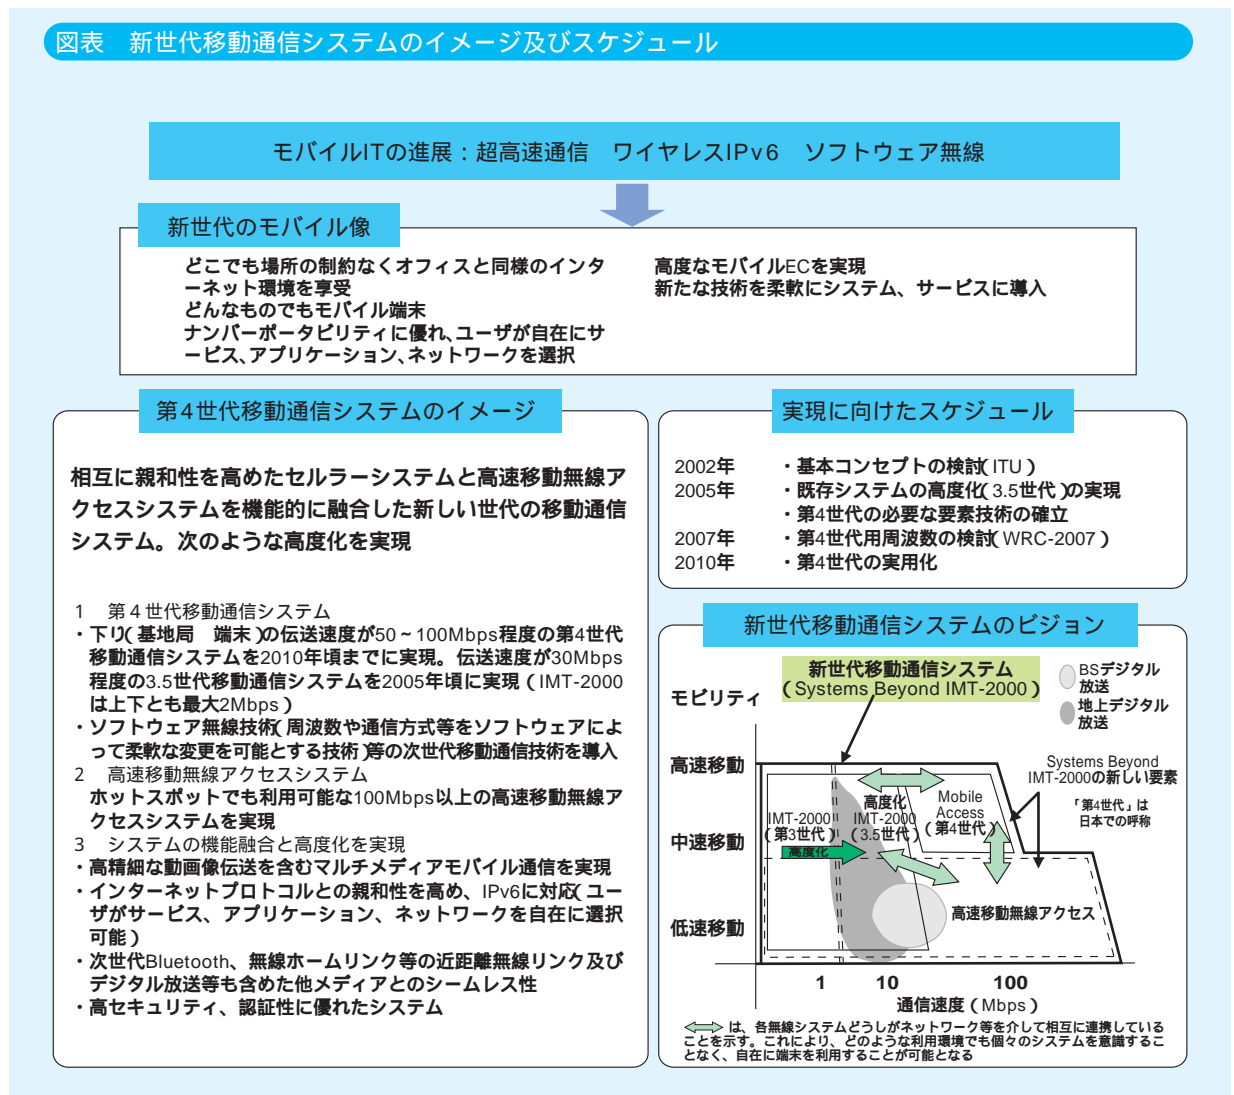 図表　新世代移動通信システムのイメージ及びスケジュール
モバイルITの進展：超高速通信　ワイヤレスIPv6　ソフトウェア無線
新世代のモバイル像
どこでも場所の制約なくオフィスと同様のインタ
ーネット環境を享受
どんなものでもモバイル端末
ナンバーポータビリティに優れ、ユーザが自在にサ
ービス、アプリケーション、ネットワークを選択
高度なモバイルECを実現
新たな技術を柔軟にシステム、サービスに導入
第4世代移動通信システムのイメージ
相互に親和性を高めたセルラーシステムと高速移動無線ア
クセスシステムを機能的に融合した新しい世代の移動通信
システム。次のような高度化を実現
1　第４世代移動通信システム
・下り（基地局　端末）の伝送速度が50～100Mbps程度の第4世代
移動通信システムを2010年頃までに実現。伝送速度が30Mbps
程度の3.5世代移動通信システムを2005年頃に実現（IMT-2000
は上下とも最大2Mbps）
・ソフトウェア無線技術（周波数や通信方式等をソフトウェアによ
って柔軟な変更を可能とする技術）等の次世代移動通信技術を導入
2　高速移動無線アクセスシステム
ホットスポットでも利用可能な100Mbps以上の高速移動無線ア
クセスシステムを実現
3　システムの機能融合と高度化を実現
・高精細な動画像伝送を含むマルチメディアモバイル通信を実現
・インターネットプロトコルとの親和性を高め、IPv6に対応（ユー
ザがサービス、アプリケーション、ネットワークを自在に選択
可能）
・次世代Bluetooth、無線ホームリンク等の近距離無線リンク及び
デジタル放送等も含めた他メディアとのシームレス性
・高セキュリティ、認証性に優れたシステム
実現に向けたスケジュール
2002年　・基本コンセプトの検討（ITU）
2005年　・既存システムの高度化（3.5世代）の実現
・第4世代の必要な要素技術の確立
2007年　・第4世代用周波数の検討（WRC-2007）
2010年　・第4世代の実用化
新世代移動通信システムのビジョン
新世代移動通信システム
（Systems Beyond IMT-2000）
BSデジタル
放送
地上デジタル
放送
モビリティ
高速移動
中速移動
低速移動
Systems Beyond
IMT-2000の新しい要素
「第4世代」は
日本での呼称
IMT-2000
（第3世代）
高度化
IMT-2000
（3.5世代）
Mobile
Access
（第4世代）
高度化
高速移動無線アクセス
1　10　100
通信速度（Mbps）
は、各無線システムどうしがネットワーク等を介して相互に連携している
ことを示す。これにより、どのような利用環境でも個々のシステムを意識するこ
となく、自在に端末を利用することが可能となる